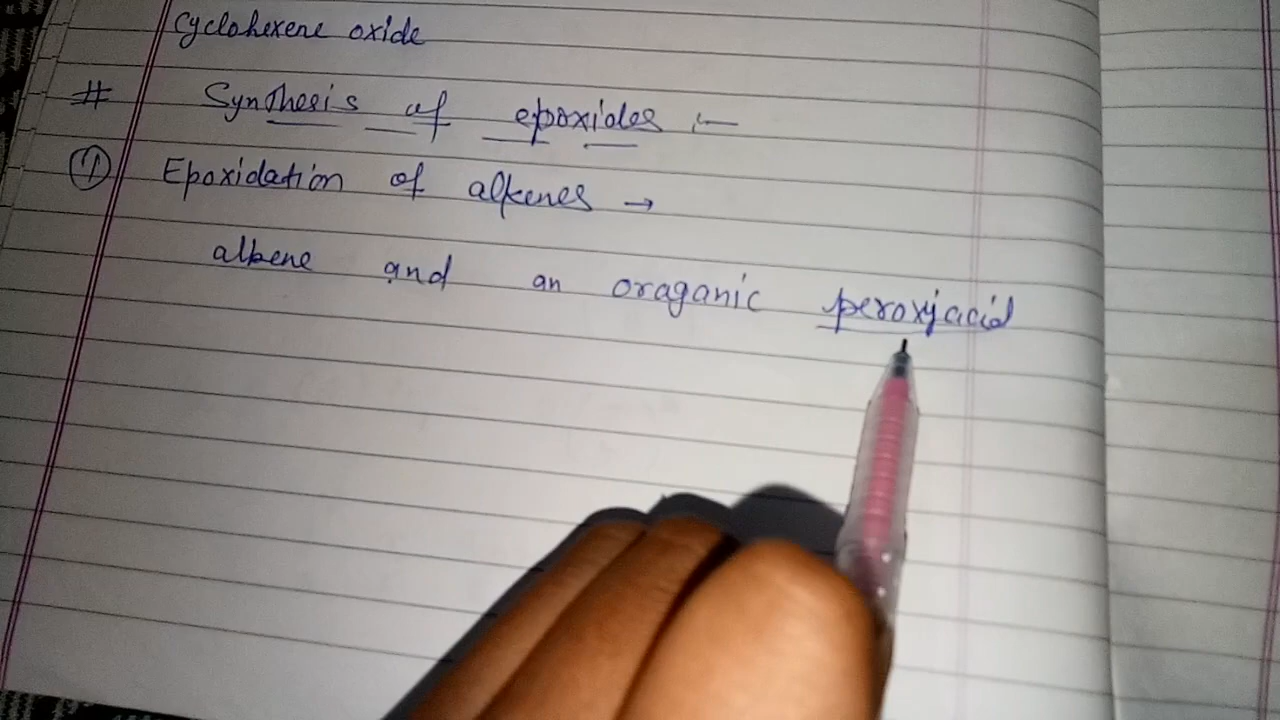 Cyclohexene oxide
# Synthesis of epoxides :-
① Epoxidation of alkenes →
alkene and an oraganic peroxyacid